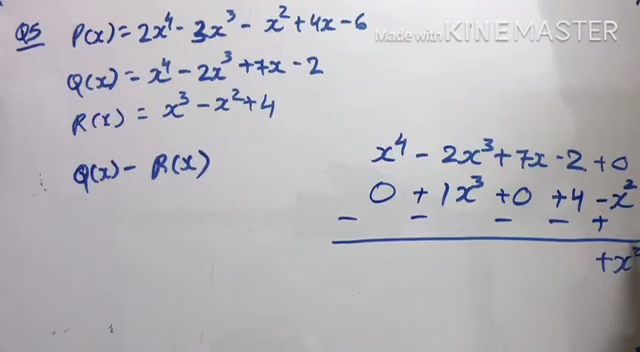 Q5 P(x) = 2x⁴ - 3x³ - x² + 4x - 6
Made with KINEMASTER
Q(x) = x⁴ - 2x³ + 7x - 2
R(x) = x³ - x² + 4
Q(x) - R(x)
x⁴ - 2x³ + 7x - 2 + 0
0 + 1x³ + 0 + 4 - x²
- - - - +
+x²